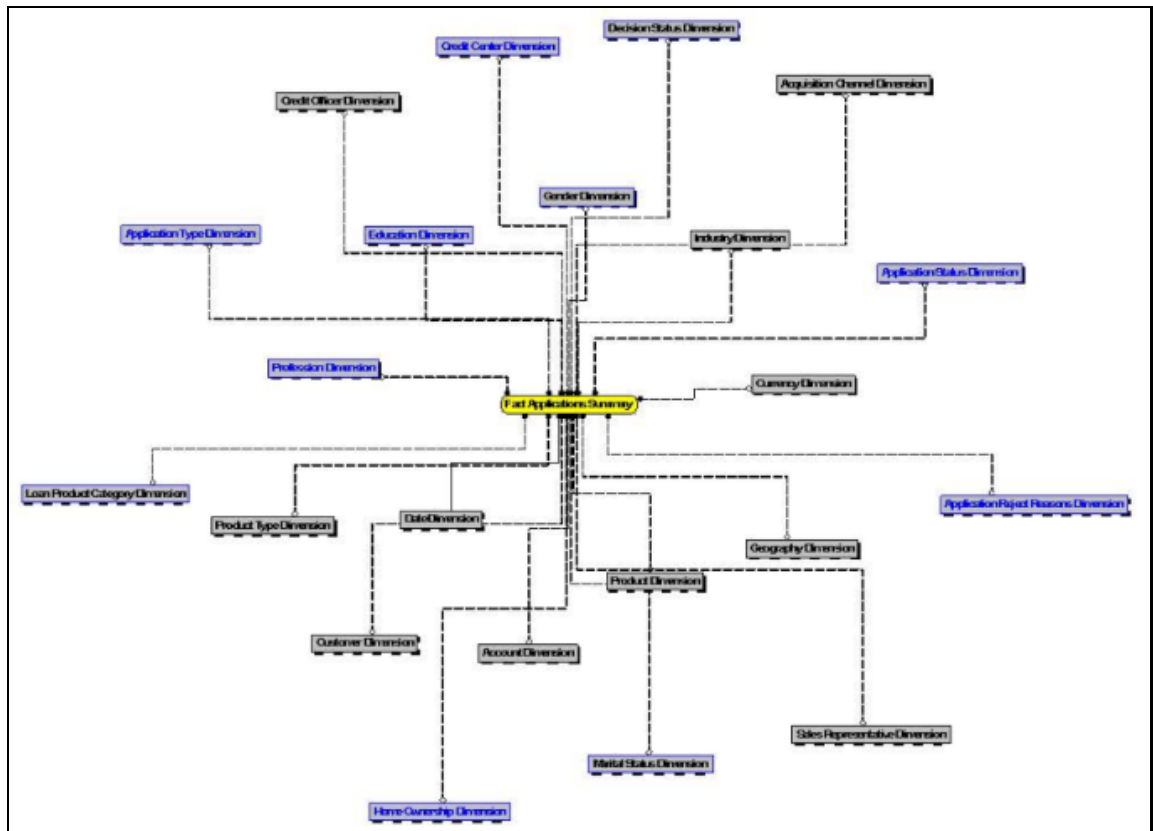 Decision Status Dimension
Credit Center Dimension
Acquisition Channel Dimension
Credit Officer Dimension
Gender Dimension
Application Type Dimension
Education Dimension
Industry Dimension
Application Status Dimension
Profession Dimension
Currency Dimension
Fact Applications Summary
Loan Product Category Dimension
Application Reject Reasons Dimension
Product Type Dimension
Date Dimension
Geography Dimension
Product Dimension
Customer Dimension
Account Dimension
Sales Representative Dimension
Marital Status Dimension
Home Ownership Dimension